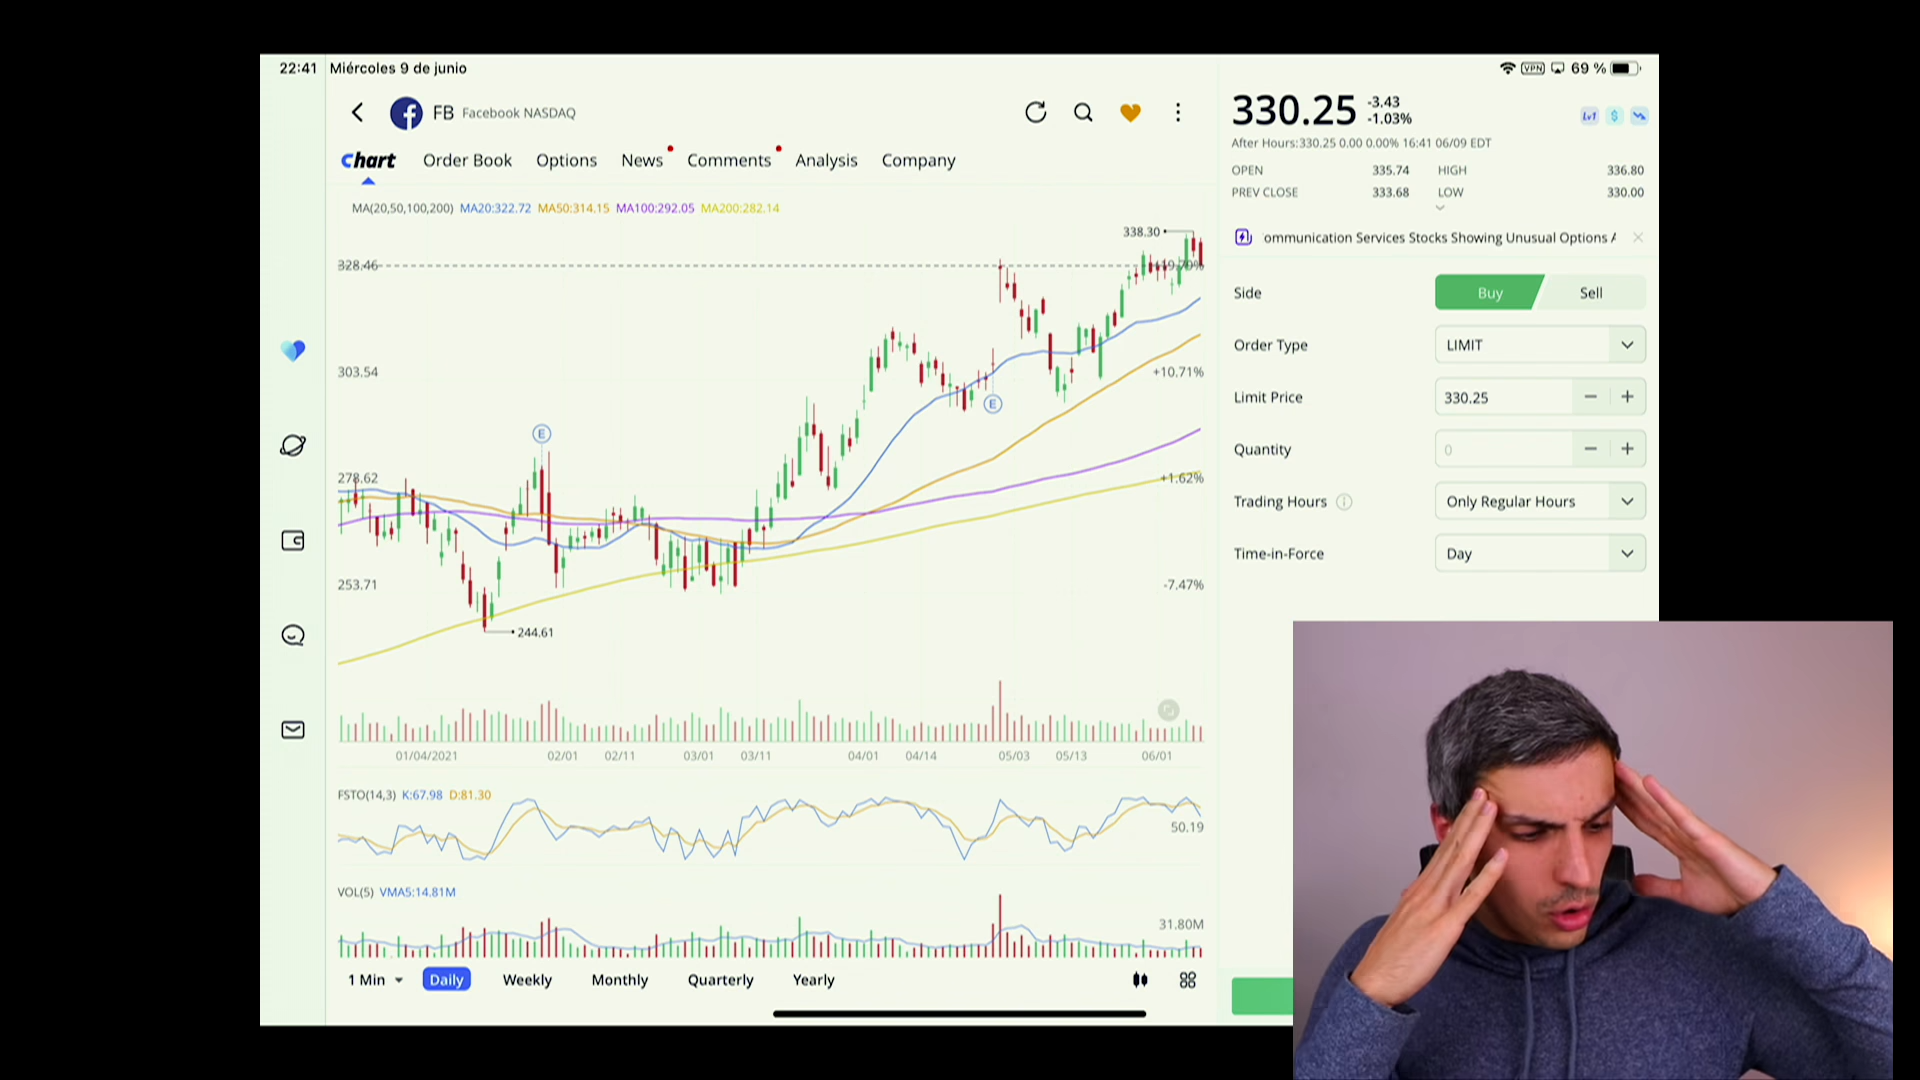 22:41 Miércoles 9 de junio
VPN 69 %
FB Facebook NASDAQ
Chart Order Book Options News Comments Analysis Company
MA(20,50,100,200) MA20:322.72 MA50:314.15 MA100:292.05 MA200:282.14
338.30
328.46
303.54 +10.71%
E
E
278.62 +1.62%
253.71 -7.47%
244.61
01/04/2021 02/01 02/11 03/01 03/11 04/01 04/14 05/03 05/13 06/01
FSTO(14,3) K:67.98 D:81.30
50.19
VOL(5) VMA5:14.81M
31.80M
1 Min Daily Weekly Monthly Quarterly Yearly
330.25 -3.43
-1.03%
Lv1 $
After Hours:330.25 0.00 0.00% 16:41 06/09 EDT
OPEN 335.74 HIGH 336.80
PREV CLOSE 333.68 LOW 330.00
ommunication Services Stocks Showing Unusual Options
Side Buy Sell
Order Type LIMIT
Limit Price 330.25 − +
Quantity 0 − +
Trading Hours Only Regular Hours
Time-in-Force Day